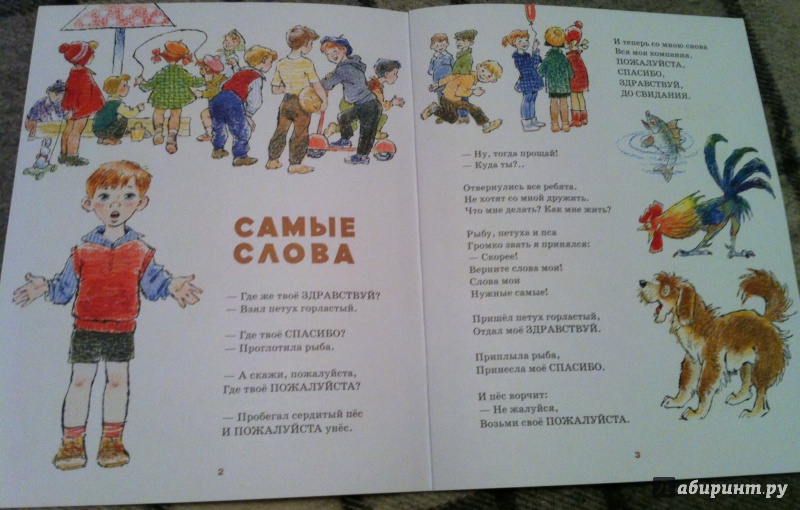 САМЫЕ
СЛОВА
— Где же твоё ЗДРАВСТВУЙ?
— Взял петух горластый.
— Где твоё СПАСИБО?
— Проглотила рыба.
— А скажи, пожалуйста,
Где твоё ПОЖАЛУЙСТА?
— Пробегал сердитый пёс
И ПОЖАЛУЙСТА унёс.
2
— Ну, тогда прощай!
— Куда ты?..
Отвернулись все ребята.
Не хотят со мной дружить.
Что мне делать? Как мне жить?
Рыбу, петуха и пса
Громко звать я принялся:
— Скорее!
Верните слова мои!
Слова мои
Нужные самые!
Пришёл петух горластый,
Отдал моё ЗДРАВСТВУЙ.
Приплыла рыба,
Принесла моё СПАСИБО.
И пёс ворчит:
— Не жалуйся,
Возьми своё ПОЖАЛУЙСТА.
И теперь со мною снова
Вся моя компания.
ПОЖАЛУЙСТА,
СПАСИБО,
ЗДРАВСТВУЙ,
ДО СВИДАНИЯ.
3
Лабиринт.ру